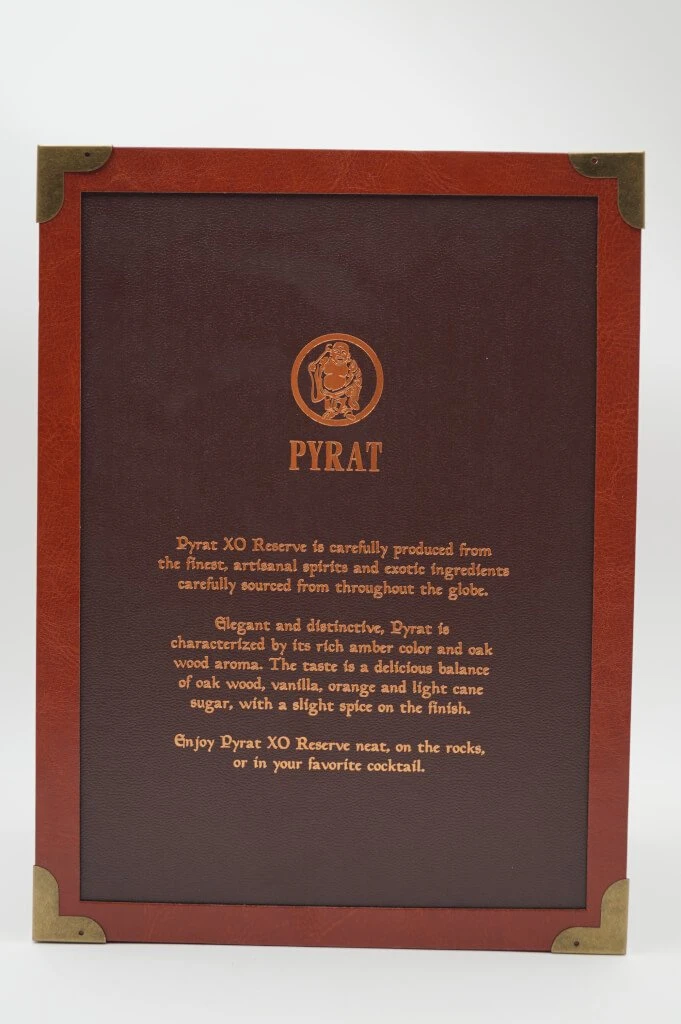 PYRAT
Pyrat XO Reserve is carefully produced from
the finest, artisanal spirits and exotic ingredients
carefully sourced from throughout the globe.
Elegant and distinctive, Pyrat is
characterized by its rich amber color and oak
wood aroma. The taste is a delicious balance
of oak wood, vanilla, orange and light cane
sugar, with a slight spice on the finish.
Enjoy Pyrat XO Reserve neat, on the rocks,
or in your favorite cocktail.